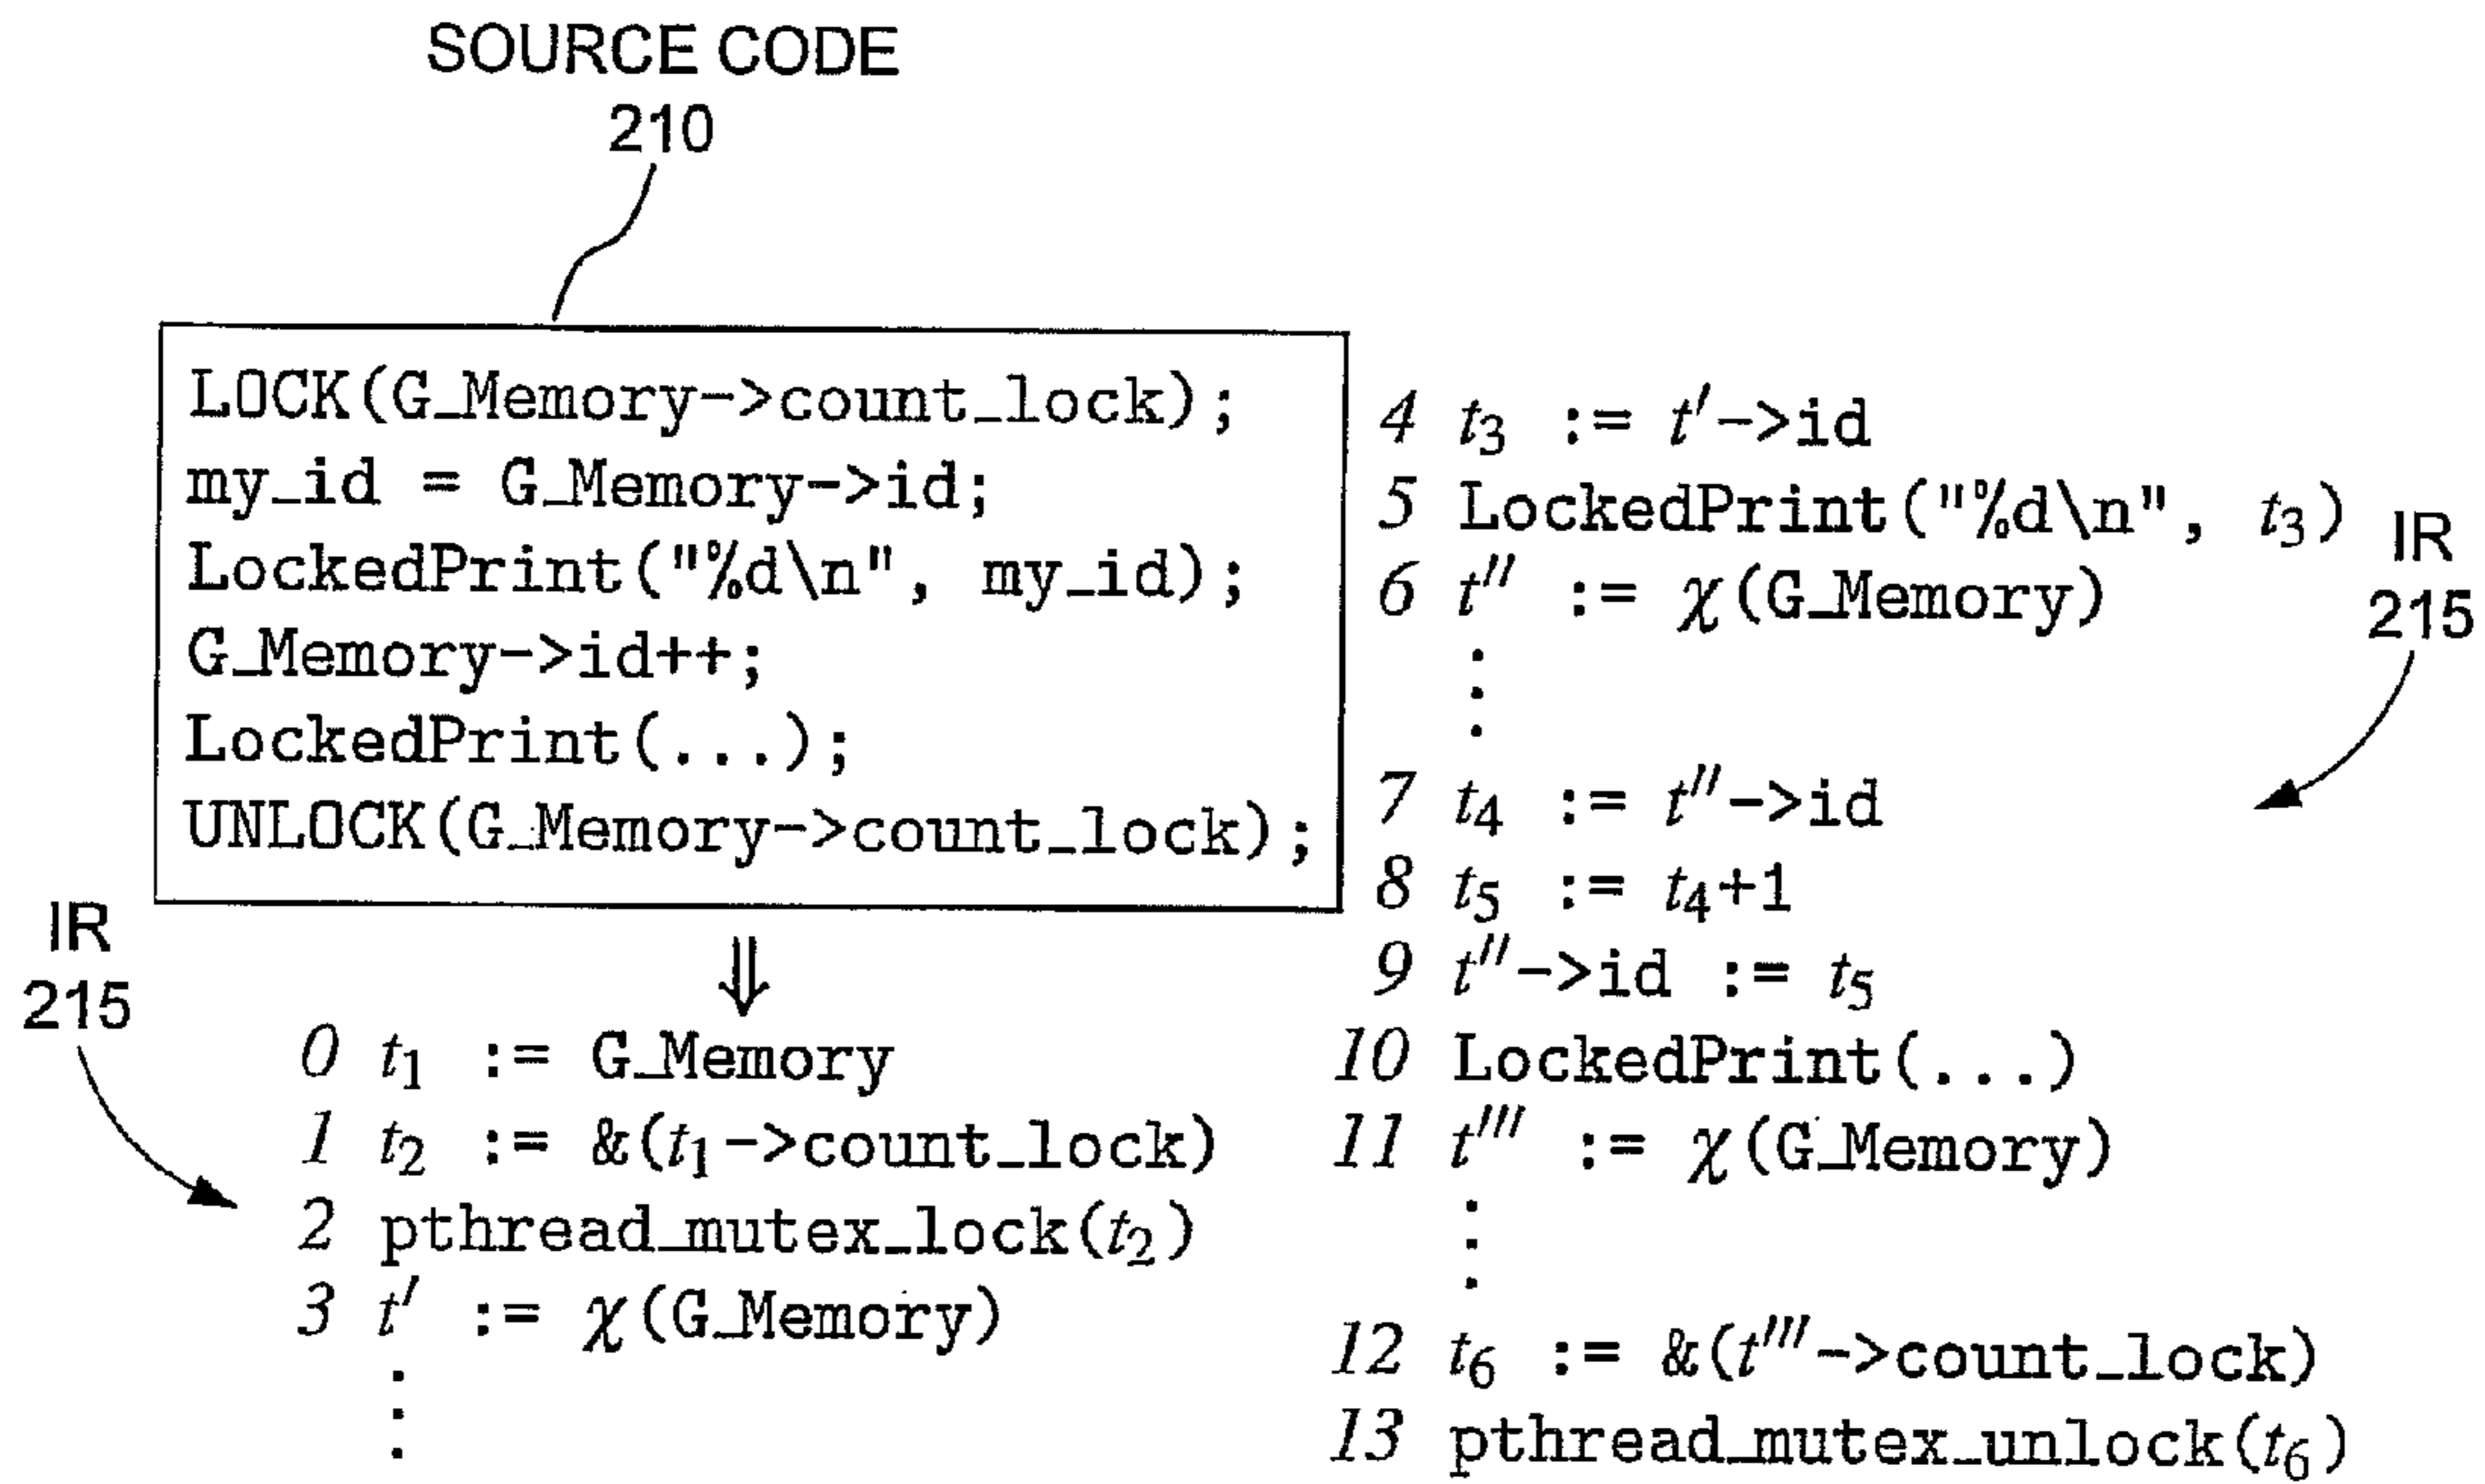 SOURCE CODE
210
LOCK(G_Memory->count_lock);
my_id = G_Memory->id;
LockedPrint("%d\n", my_id);
G_Memory->id++;
LockedPrint(...);
UNLOCK(G_Memory->count_lock);
⇓
IR
215
0 t₁ := G_Memory
1 t₂ := &(t₁->count_lock)
2 pthread_mutex_lock(t₂)
3 t′ := χ(G_Memory)
⋮
4 t₃ := t′->id
5 LockedPrint("%d\n", t₃)
6 t″ := χ(G_Memory)
⋮
7 t₄ := t″->id
8 t₅ := t₄+1
9 t″->id := t₅
10 LockedPrint(...)
11 t‴ := χ(G_Memory)
⋮
12 t₆ := &(t‴->count_lock)
13 pthread_mutex_unlock(t₆)
IR
215